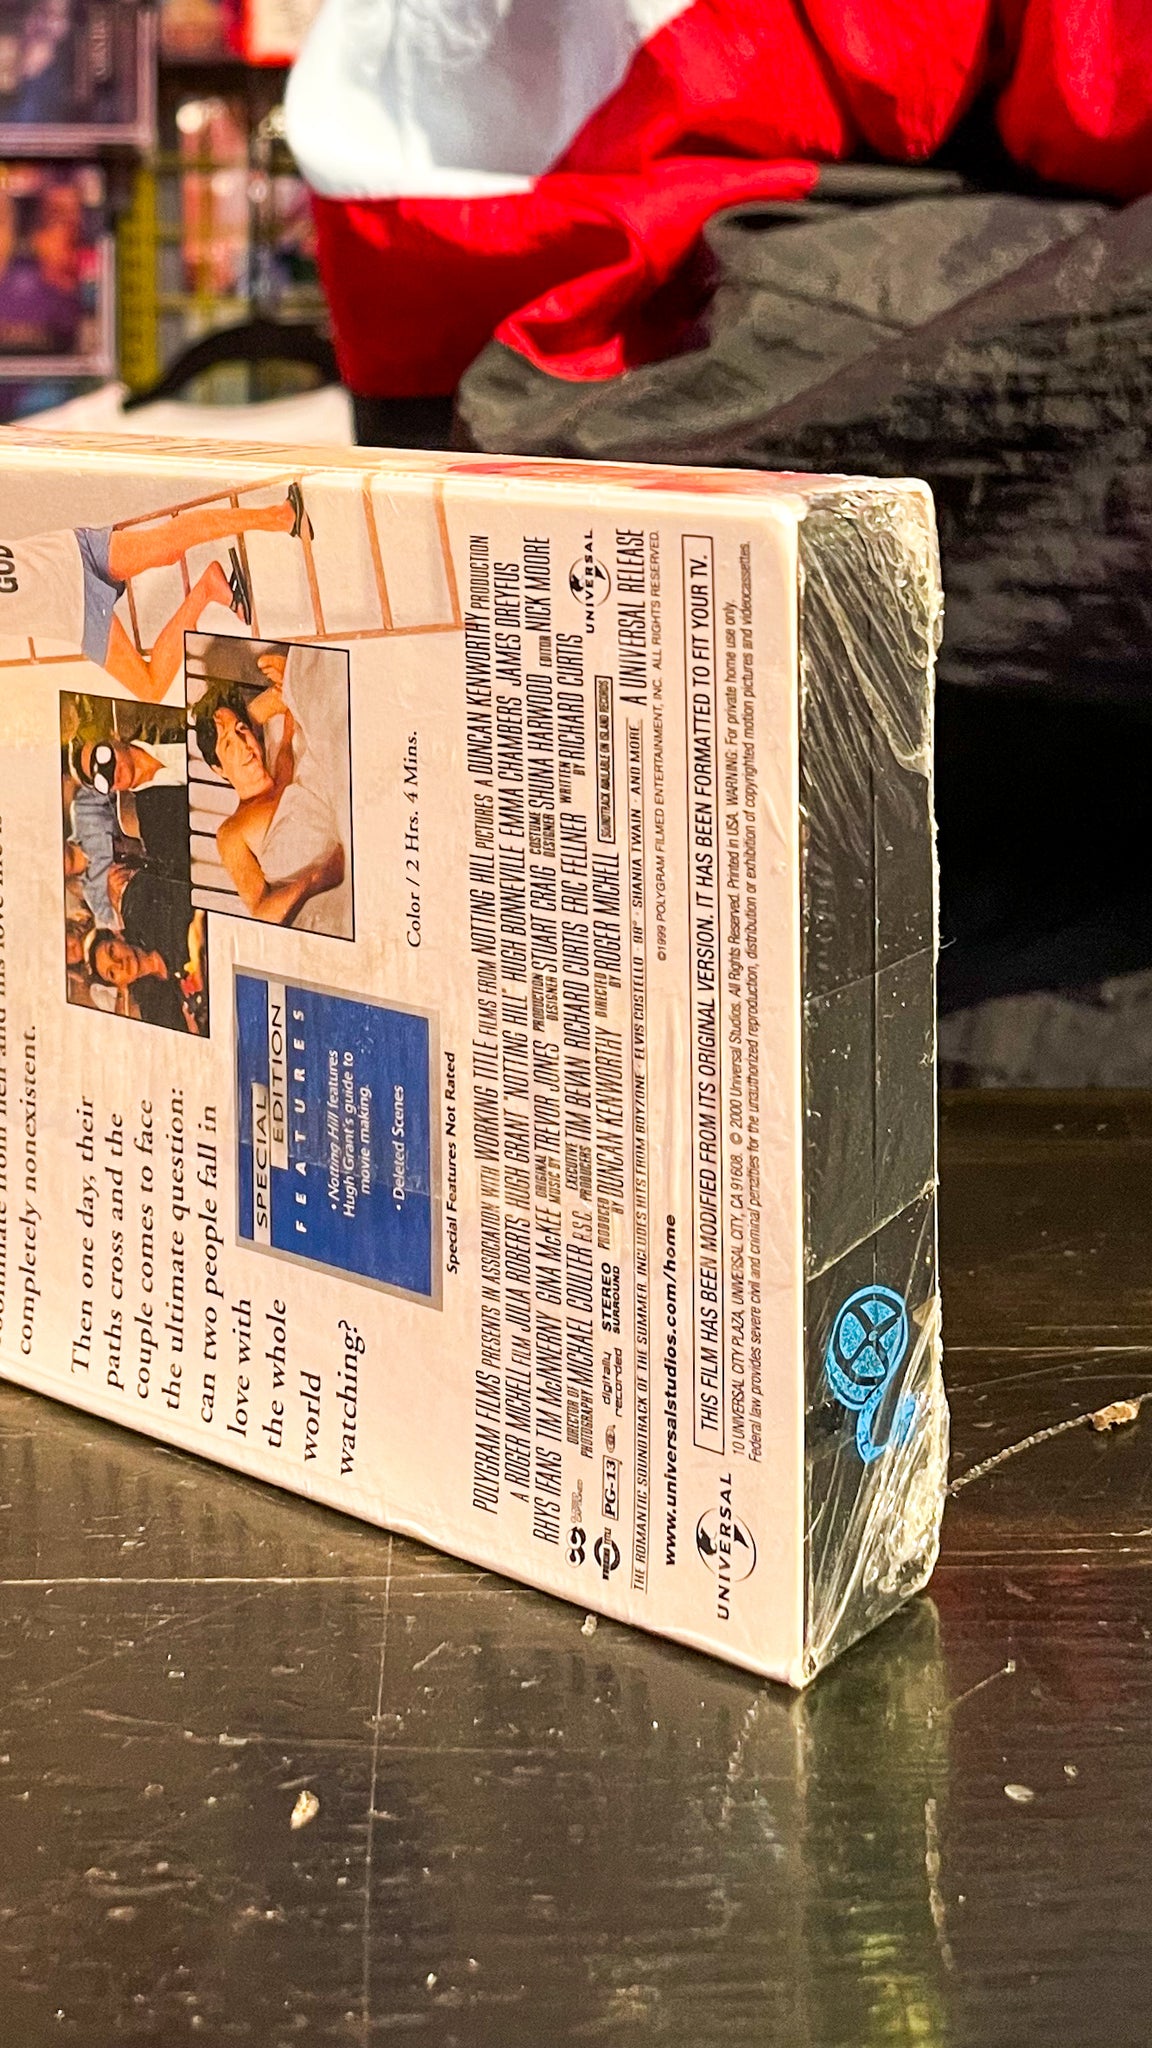 GOD
completely nonexistent.
Then one day, their
paths cross and the
couple comes to face
the ultimate question:
can two people fall in
love with
the whole
world
watching?
SPECIAL
EDITION
FEATURES
• Notting Hill features
Hugh Grant's guide to
movie making.
• Deleted Scenes
Color / 2 Hrs. 4 Mins.
Special Features Not Rated
POLYGRAM FILMS PRESENTS IN ASSOCIATION WITH WORKING TITLE FILMS FROM NOTTING HILL PICTURES A DUNCAN KENWORTHY PRODUCTION
A ROGER MICHELL FILM JULIA ROBERTS HUGH GRANT "NOTTING HILL" HUGH BONNEVILLE EMMA CHAMBERS JAMES DREYFUS
RHYS IFANS TIM McINNERNY GINA McKEE ORIGINAL MUSIC BY TREVOR JONES PRODUCTION DESIGNER STUART CRAIG COSTUME DESIGNER SHUNA HARWOOD EDITOR NICK MOORE
DIRECTOR OF PHOTOGRAPHY MICHAEL COULTER B.S.C. EXECUTIVE PRODUCERS TIM BEVAN RICHARD CURTIS ERIC FELLNER WRITTEN BY RICHARD CURTIS
PG-13 digitally recorded STEREO SURROUND PRODUCED BY DUNCAN KENWORTHY DIRECTED BY ROGER MICHELL SOUNDTRACK AVAILABLE ON ISLAND RECORDS UNIVERSAL
THE ROMANTIC SOUNDTRACK OF THE SUMMER. INCLUDES HITS FROM BOYZONE · ELVIS COSTELLO · 98° · SHANIA TWAIN · AND MORE. A UNIVERSAL RELEASE
www.universalstudios.com/home ©1999 POLYGRAM FILMED ENTERTAINMENT, INC. ALL RIGHTS RESERVED.
THIS FILM HAS BEEN MODIFIED FROM ITS ORIGINAL VERSION. IT HAS BEEN FORMATTED TO FIT YOUR TV.
UNIVERSAL
10 UNIVERSAL CITY PLAZA, UNIVERSAL CITY, CA 91608. © 2000 Universal Studios. All Rights Reserved. Printed in USA. WARNING: For private home use only.
Federal law provides severe civil and criminal penalties for the unauthorized reproduction, distribution or exhibition of copyrighted motion pictures and videocassettes.